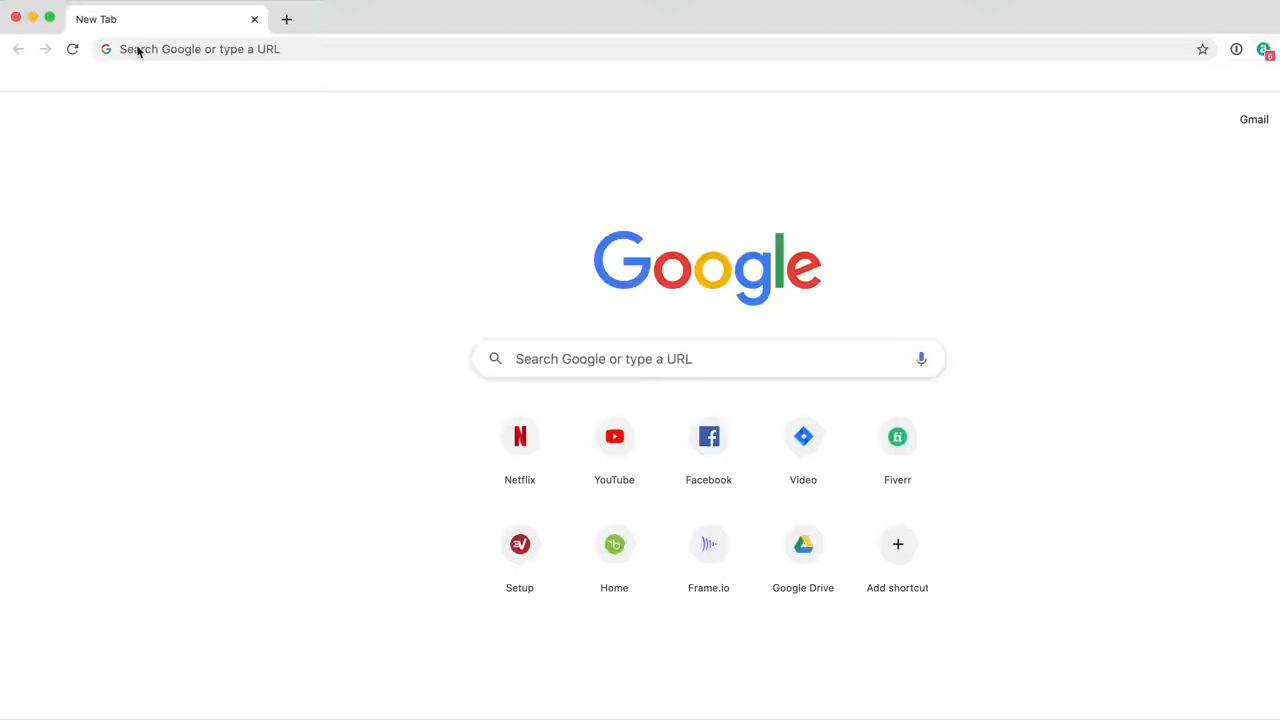 New Tab
Search Google or type a URL
6
Gmail
Google
Search Google or type a URL
Netflix YouTube Facebook Video Fiverr
Setup Home Frame.io Google Drive Add shortcut